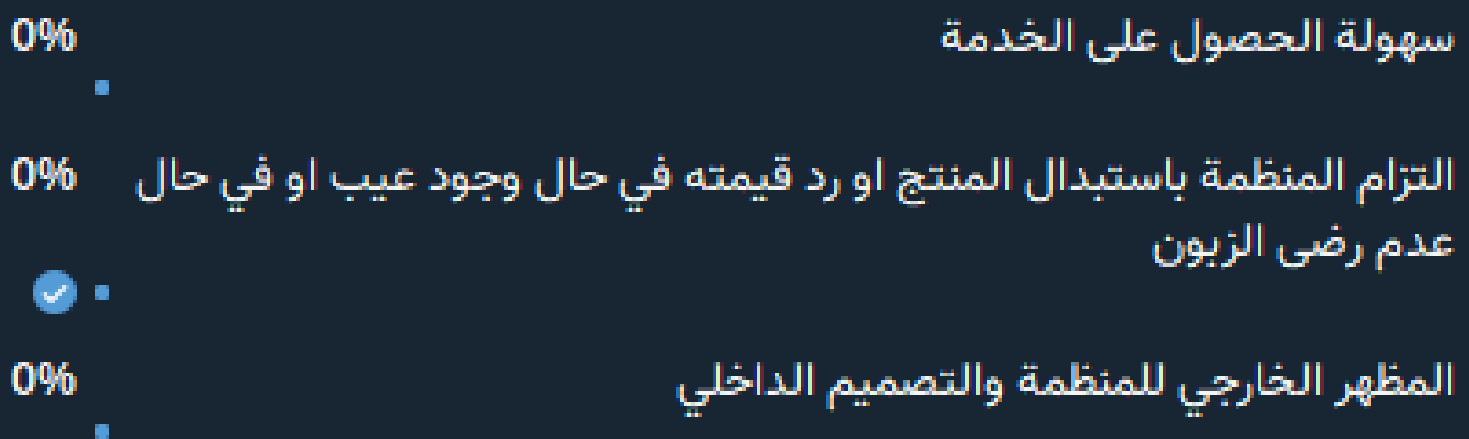 سهولة الحصول على الخدمة 0%
التزام المنظمة باستبدال المنتج او رد قيمته في حال وجود عيب او في حال 0%
عدم رضى الزبون
المظهر الخارجي للمنظمة والتصميم الداخلي 0%